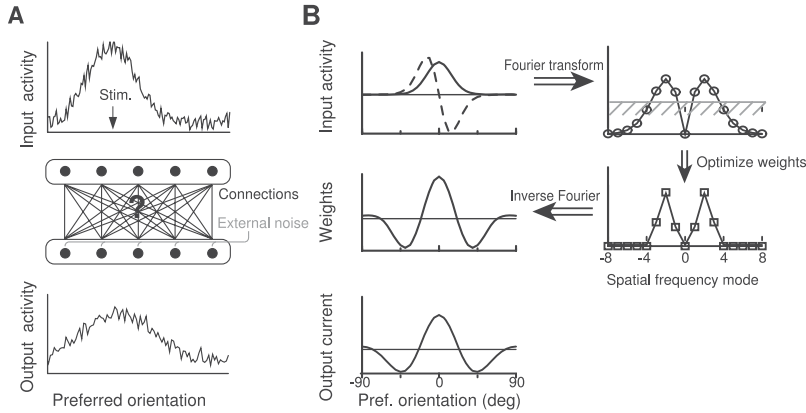 A
B
Input activity
Stim.
Connections
?
External noise
Output activity
Preferred orientation
Input activity
Fourier transform
Optimize weights
Weights
Inverse Fourier
-8 -4 0 4 8
Spatial frequency mode
Output current
-90 0 90
Pref. orientation (deg)